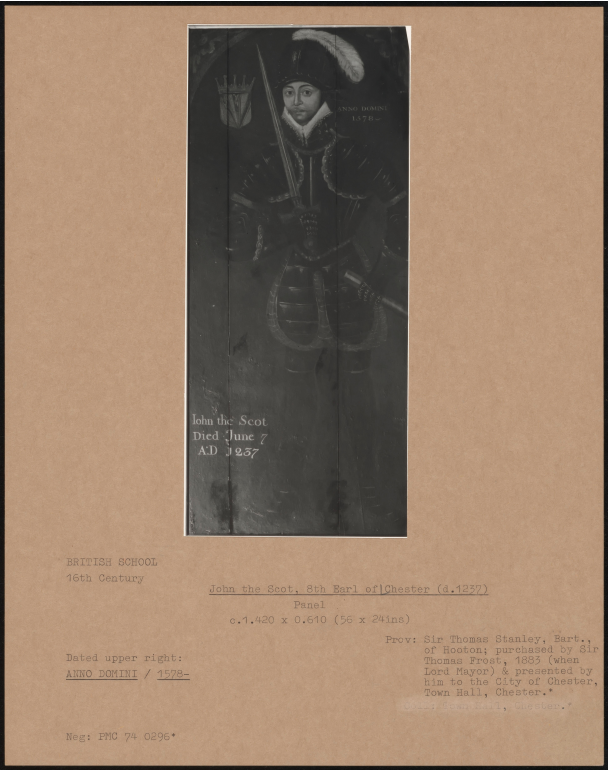 ANNO DOMINI
1578-
John the Scot
Died June 7
A.D 1237
BRITISH SCHOOL
16th Century
John the Scot, 8th Earl of Chester (d.1237)
Panel
c.1.420 x 0.610 (56 x 24ins)
Prov: Sir Thomas Stanley, Bart.,
of Hooton; purchased by Sir
Thomas Frost, 1883 (when
Lord Mayor) & presented by
him to the City of Chester,
Town Hall, Chester.*
Dated upper right:
ANNO DOMINI / 1578-
Neg: PMC 74 0296*